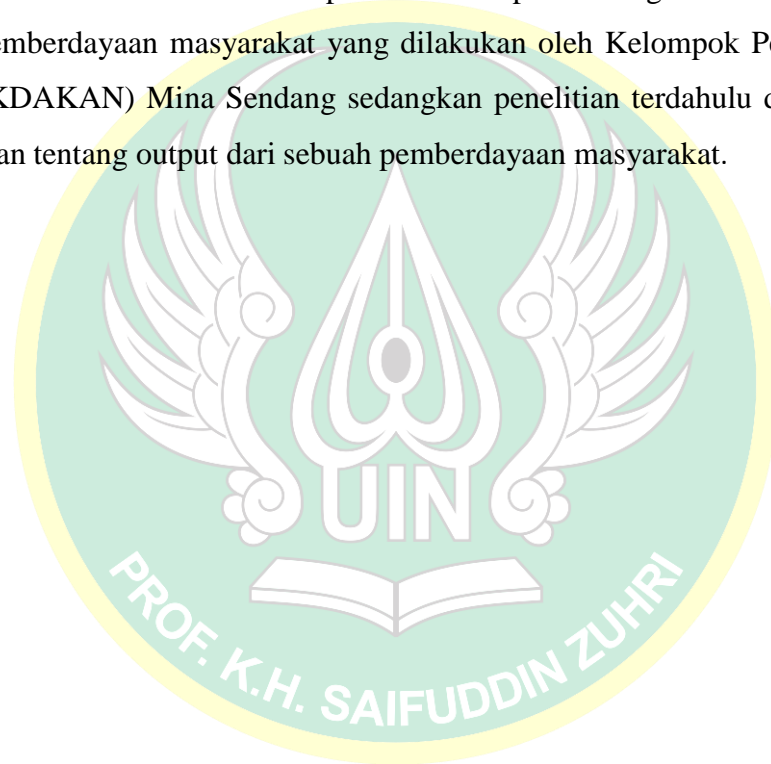 emberdayaan masyarakat yang dilakukan oleh Kelompok Pe
KDAKAN) Mina Sendang sedangkan penelitian terdahulu d
an tentang output dari sebuah pemberdayaan masyarakat.
UIN
PROF. K.H. SAIFUDDIN ZUHRI